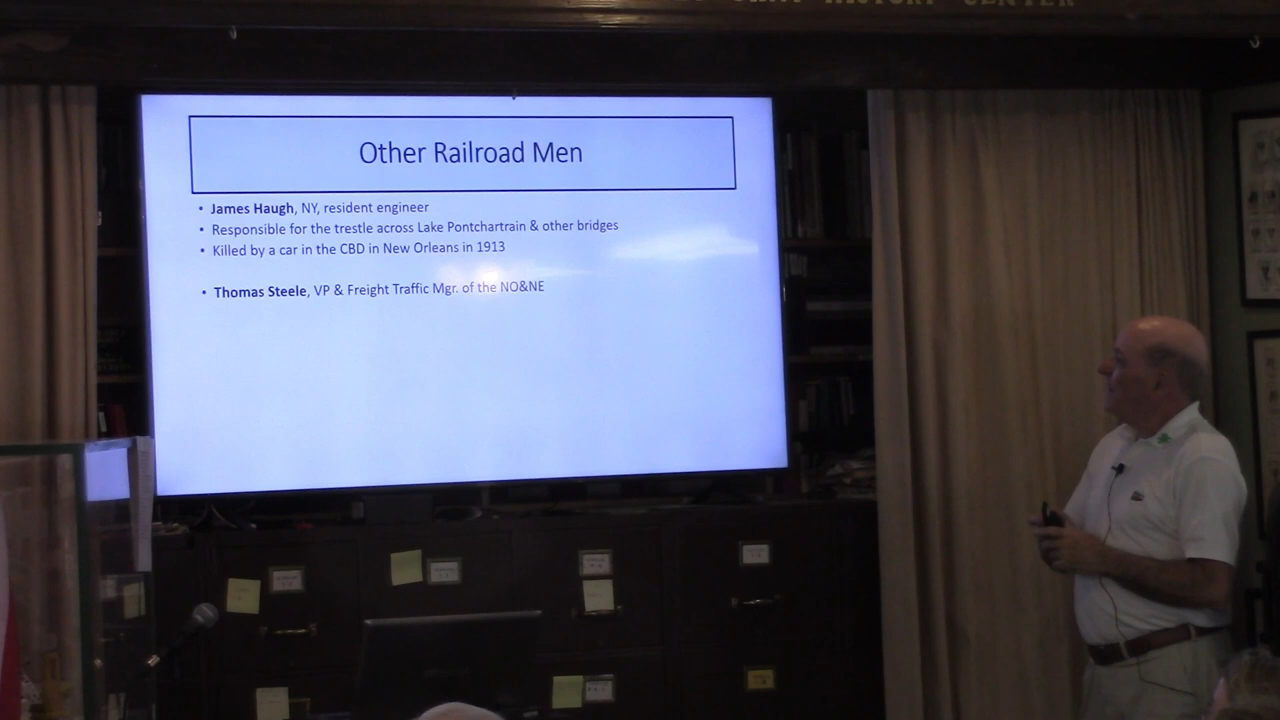 HISTORY CENTER
Other Railroad Men
• James Haugh, NY, resident engineer
• Responsible for the trestle across Lake Pontchartrain & other bridges
• Killed by a car in the CBD in New Orleans in 1913
• Thomas Steele, VP & Freight Traffic Mgr. of the NO&NE